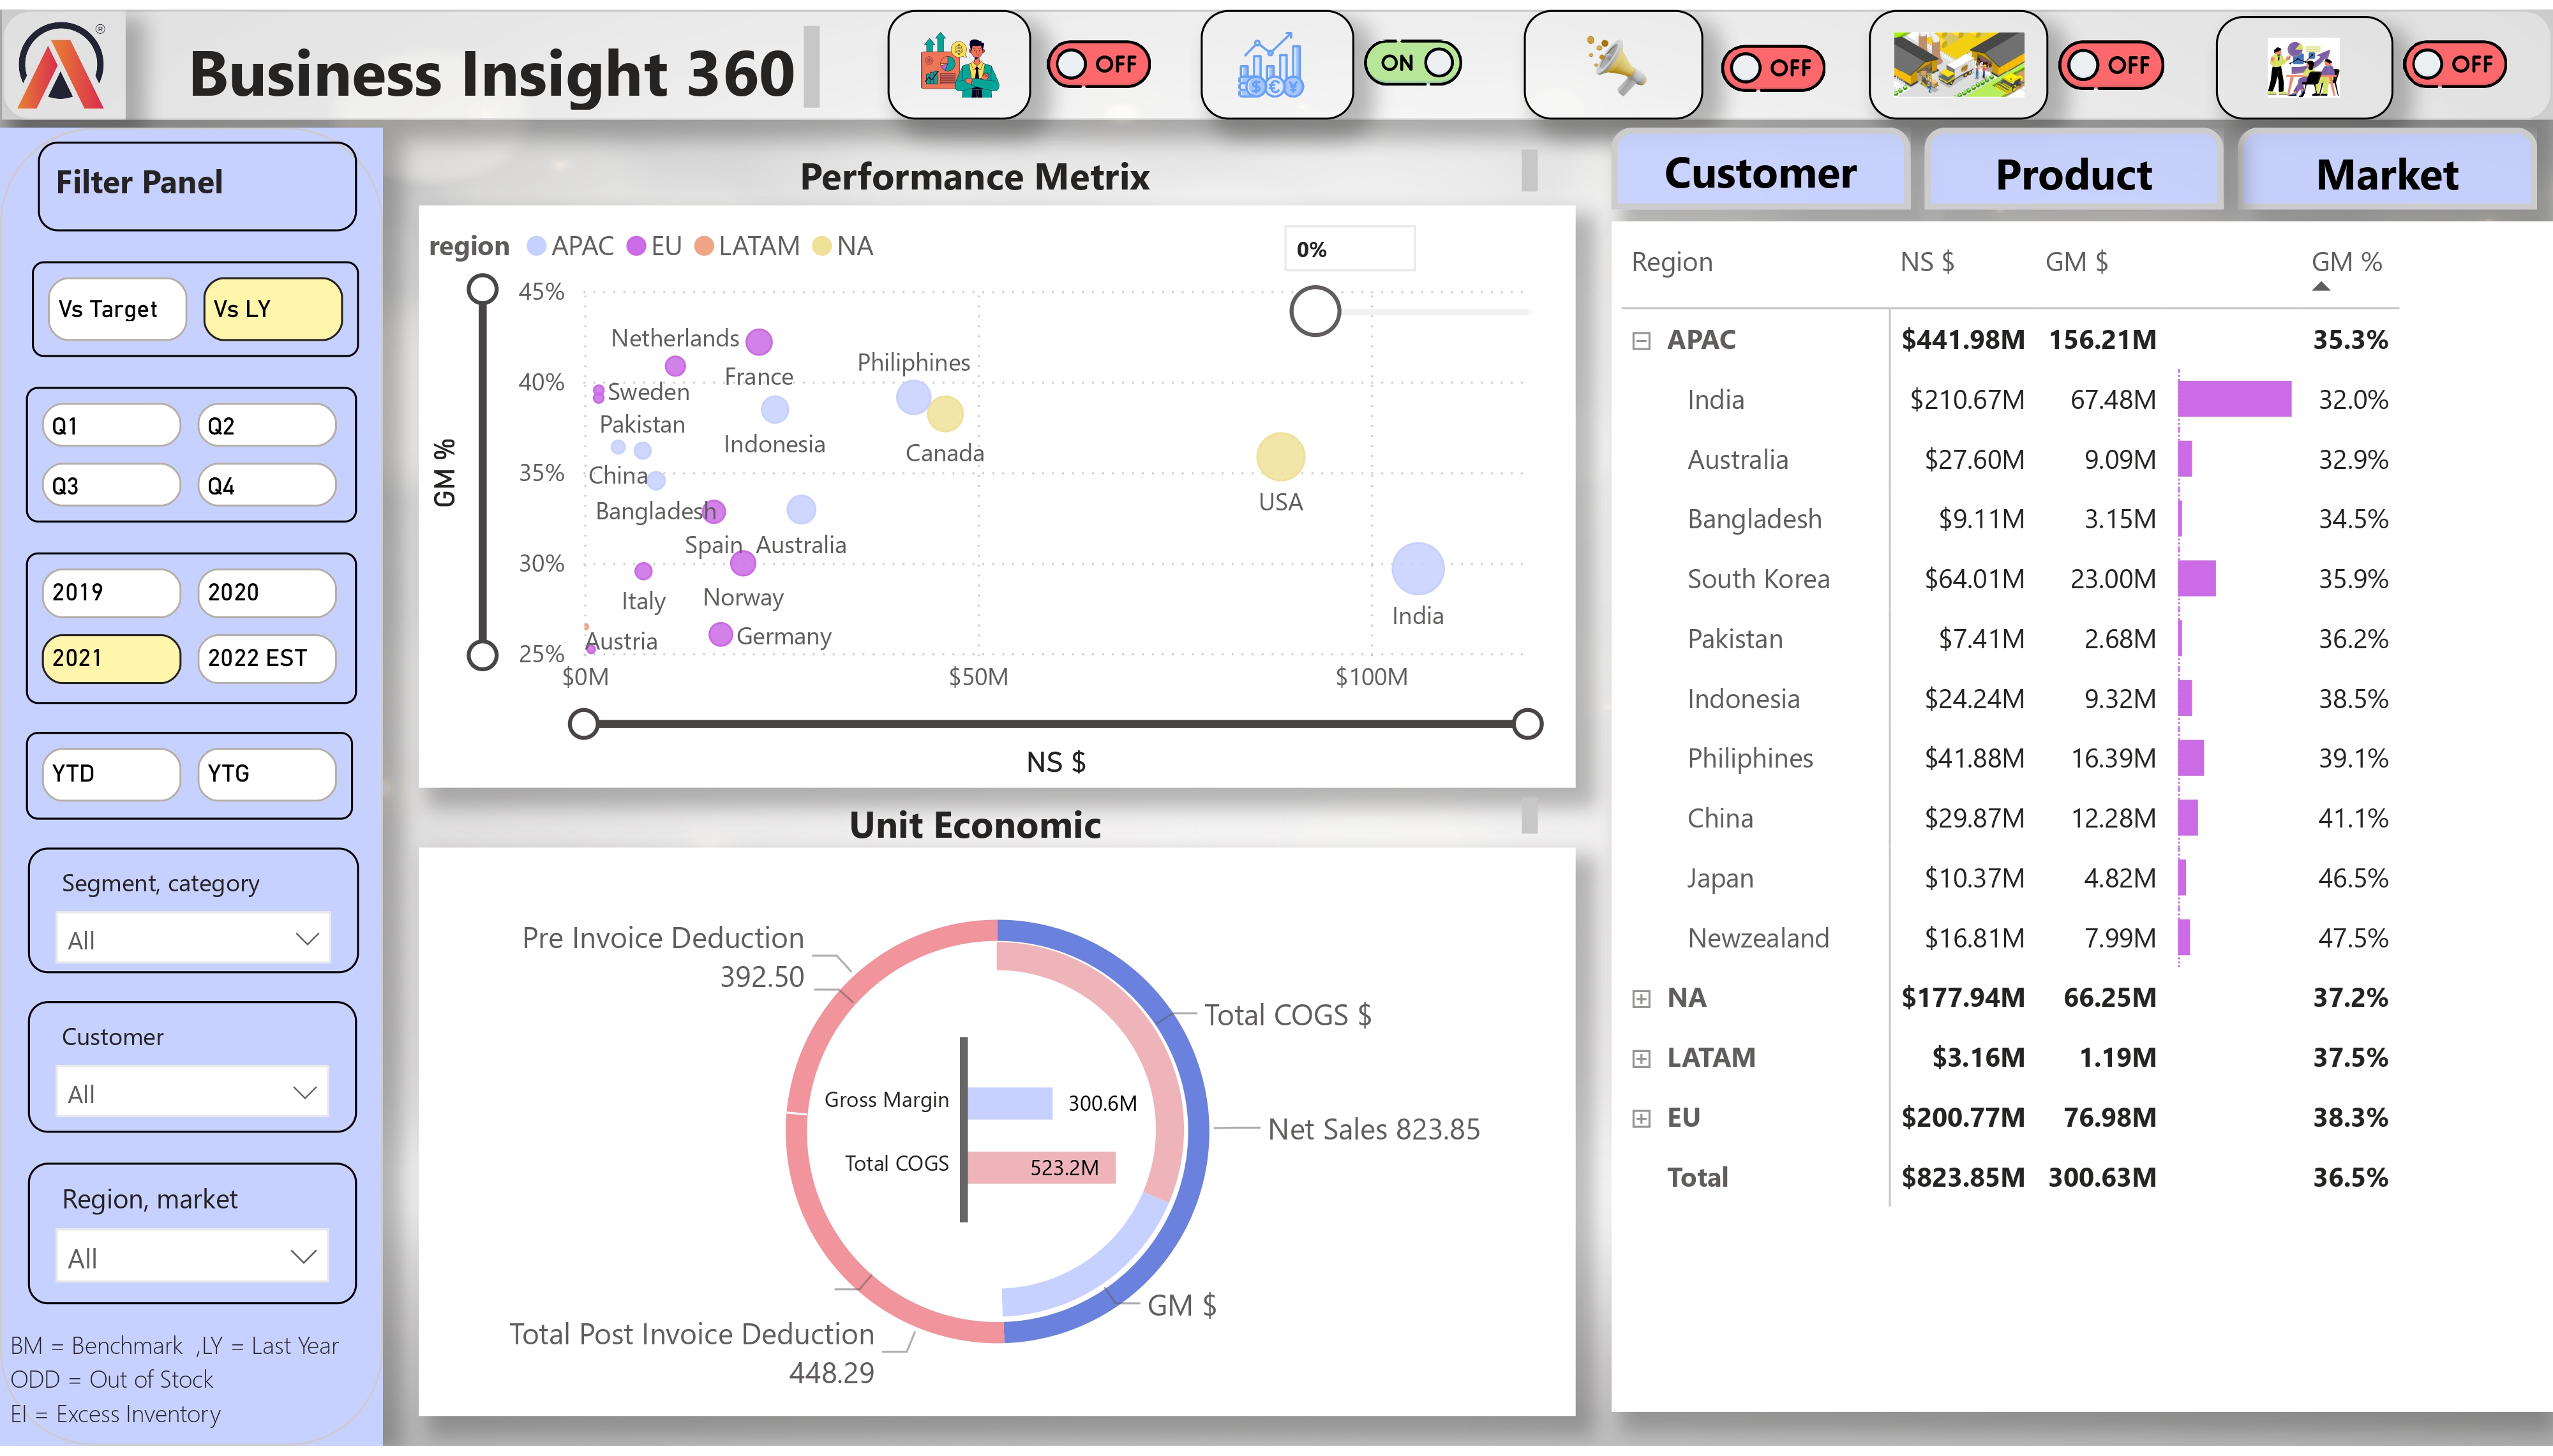 Business Insight 360
®
OFF
ON
OFF
OFF
OFF
Filter Panel
Vs Target
Vs LY
Q1
Q2
Q3
Q4
2019
2020
2021
2022 EST
YTD
YTG
Segment, category
All
Customer
All
Region, market
All
BM = Benchmark ,LY = Last Year
ODD = Out of Stock
EI = Excess Inventory
Performance Metrix
region APAC EU LATAM NA
0%
GM %
45%
40%
35%
30%
25%
Netherlands
France
Philiphines
Sweden
Pakistan
Indonesia
Canada
China
Bangladesh
USA
Spain
Australia
Italy
Norway
India
Austria
Germany
$0M
$50M
$100M
NS $
Unit Economic
Pre Invoice Deduction
392.50
Total COGS $
Gross Margin 300.6M
Net Sales 823.85
Total COGS 523.2M
GM $
Total Post Invoice Deduction
448.29
Customer
Product
Market
Region NS $ GM $ GM %
APAC $441.98M 156.21M 35.3%
India $210.67M 67.48M 32.0%
Australia $27.60M 9.09M 32.9%
Bangladesh $9.11M 3.15M 34.5%
South Korea $64.01M 23.00M 35.9%
Pakistan $7.41M 2.68M 36.2%
Indonesia $24.24M 9.32M 38.5%
Philiphines $41.88M 16.39M 39.1%
China $29.87M 12.28M 41.1%
Japan $10.37M 4.82M 46.5%
Newzealand $16.81M 7.99M 47.5%
NA $177.94M 66.25M 37.2%
LATAM $3.16M 1.19M 37.5%
EU $200.77M 76.98M 38.3%
Total $823.85M 300.63M 36.5%